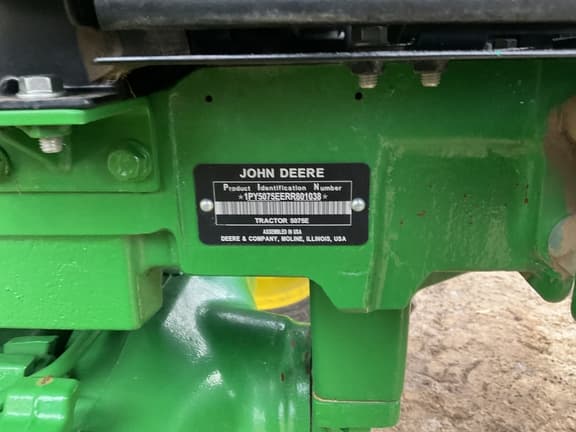 JOHN DEERE
Product Identification Number
*1PY5075EERR801038*
TRACTOR 5075E
ASSEMBLED IN USA
DEERE & COMPANY, MOLINE, ILLINOIS, USA